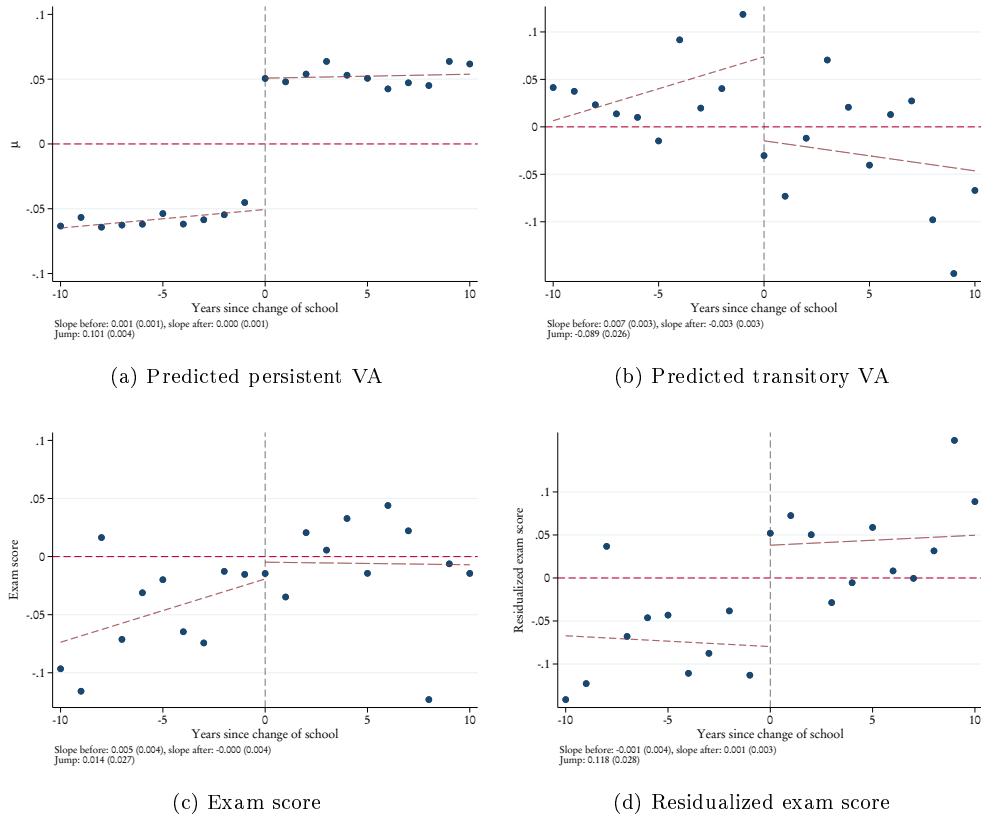 .1
.05
0
-.05
-.1
μ
-10
-5
0
5
10
Years since change of school
Slope before: 0.001 (0.001), slope after: 0.000 (0.001)
Jump: 0.101 (0.004)
(a) Predicted persistent VA
.1
.05
0
-.05
-.1
-10
-5
0
5
10
Years since change of school
Slope before: 0.007 (0.003), slope after: -0.003 (0.003)
Jump: -0.089 (0.026)
(b) Predicted transitory VA
.1
.05
0
-.05
-.1
Exam score
-10
-5
0
5
10
Years since change of school
Slope before: 0.005 (0.004), slope after: -0.000 (0.004)
Jump: 0.014 (0.027)
(c) Exam score
.1
.05
0
-.05
-.1
Residualized exam score
-10
-5
0
5
10
Years since change of school
Slope before: -0.001 (0.004), slope after: 0.001 (0.003)
Jump: 0.118 (0.028)
(d) Residualized exam score